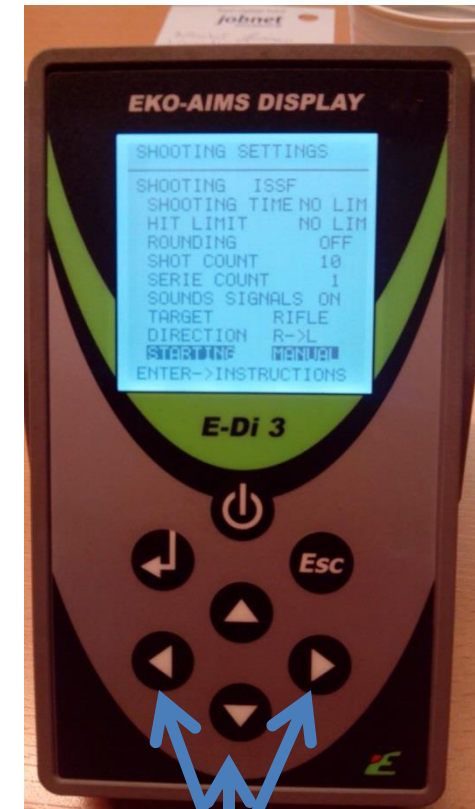 jobnet
EKO-AIMS DISPLAY
SHOOTING SETTINGS
SHOOTING ISSF
SHOOTING TIME NO LIM
HIT LIMIT NO LIM
ROUNDING OFF
SHOT COUNT 10
SERIE COUNT 1
SOUNDS SIGNALS ON
TARGET RIFLE
DIRECTION R->L
STARTING MANUAL
ENTER->INSTRUCTIONS
E-Di 3
Esc